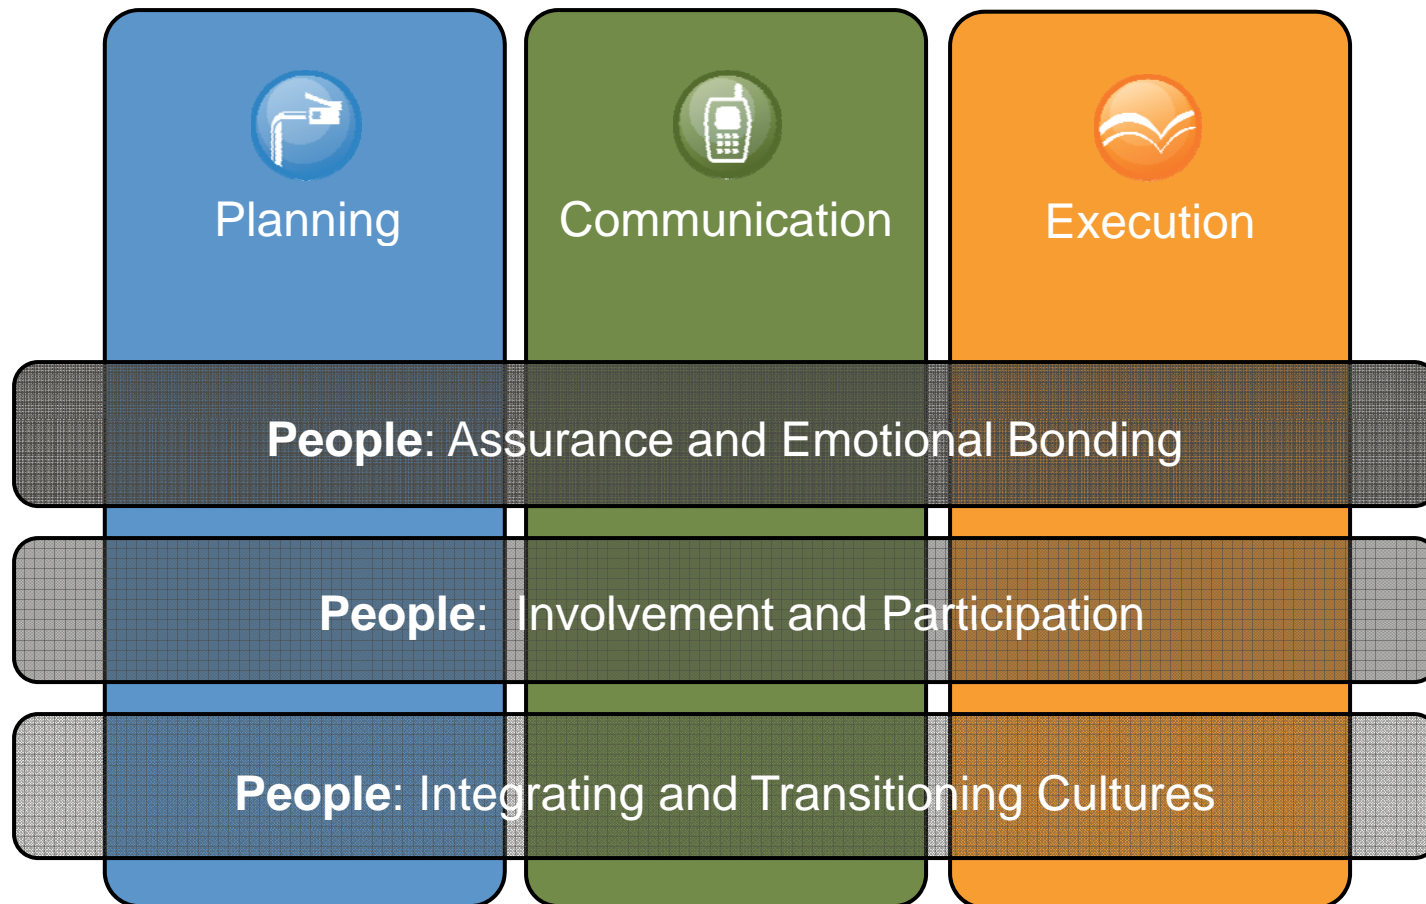 Planning
Communication
Execution
People: Assurance and Emotional Bonding
People:  Involvement and Participation
People: Integrating and Transitioning Cultures